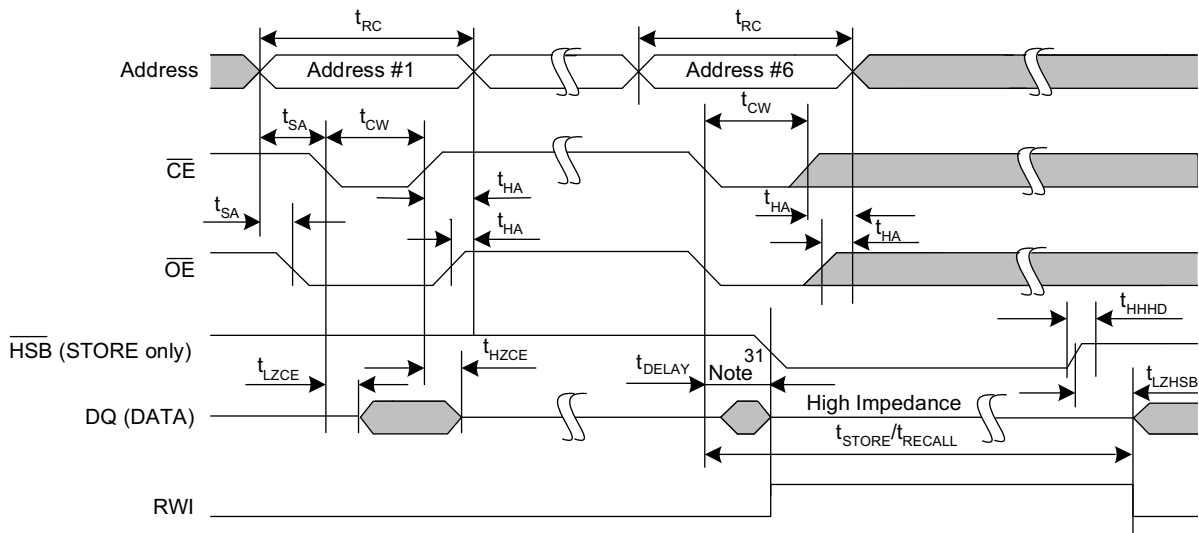 tRC
tRC
Address
Address #1
Address #6
tSA
tCW
tCW
CE
tHA
tHA
tSA
tHA
tHA
OE
tHHHD
HSB (STORE only)
tHZCE
tLZCE
tDELAY
Note 31
tLZHSB
DQ (DATA)
High Impedance
tSTORE/tRECALL
RWI